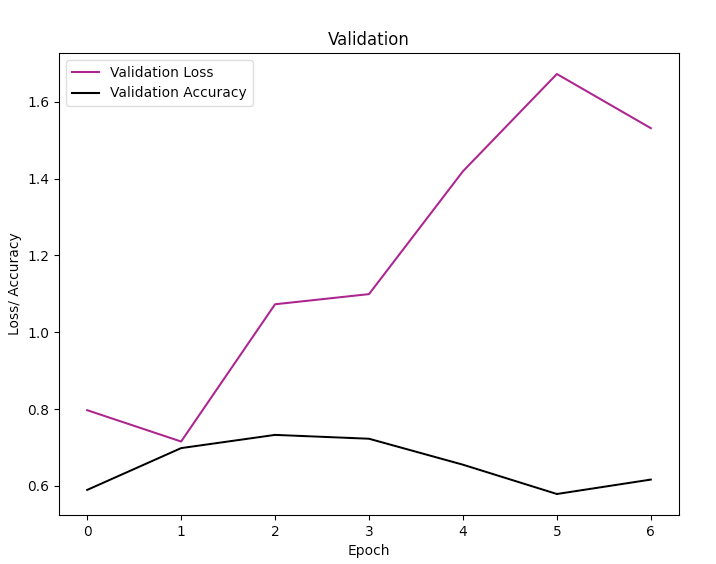 Validation
Validation Loss
Validation Accuracy
Loss/ Accuracy
1.6
1.4
1.2
1.0
0.8
0.6
0 1 2 3 4 5 6
Epoch